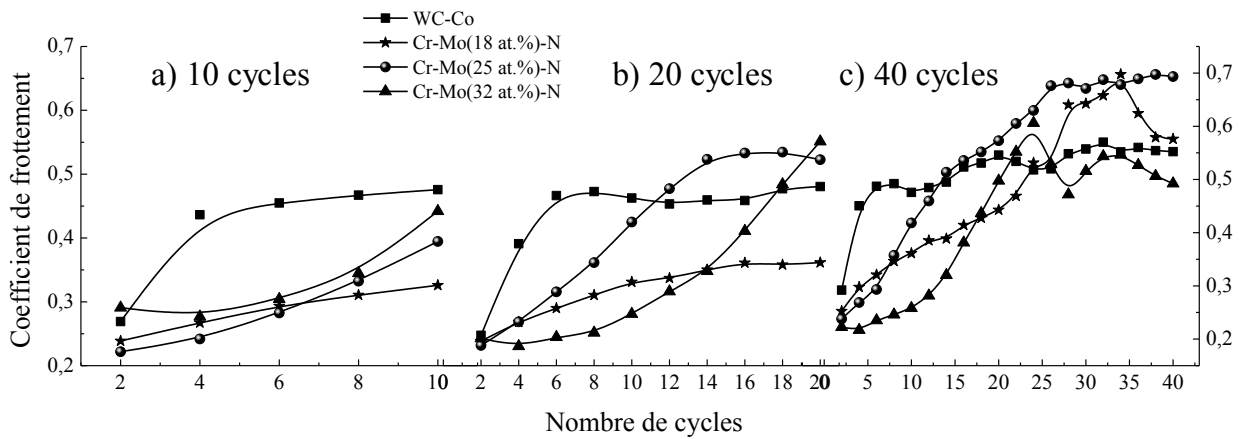 WC-Co
Cr-Mo(18 at.%)-N
Cr-Mo(25 at.%)-N
Cr-Mo(32 at.%)-N
a) 10 cycles
b) 20 cycles
c) 40 cycles
Coefficient de frottement
0,7
0,6
0,5
0,4
0,3
0,2
0,7
0,6
0,5
0,4
0,3
0,2
2 4 6 8 10
2 4 6 8 10 12 14 16 18 20
0 5 10 15 20 25 30 35 40
Nombre de cycles